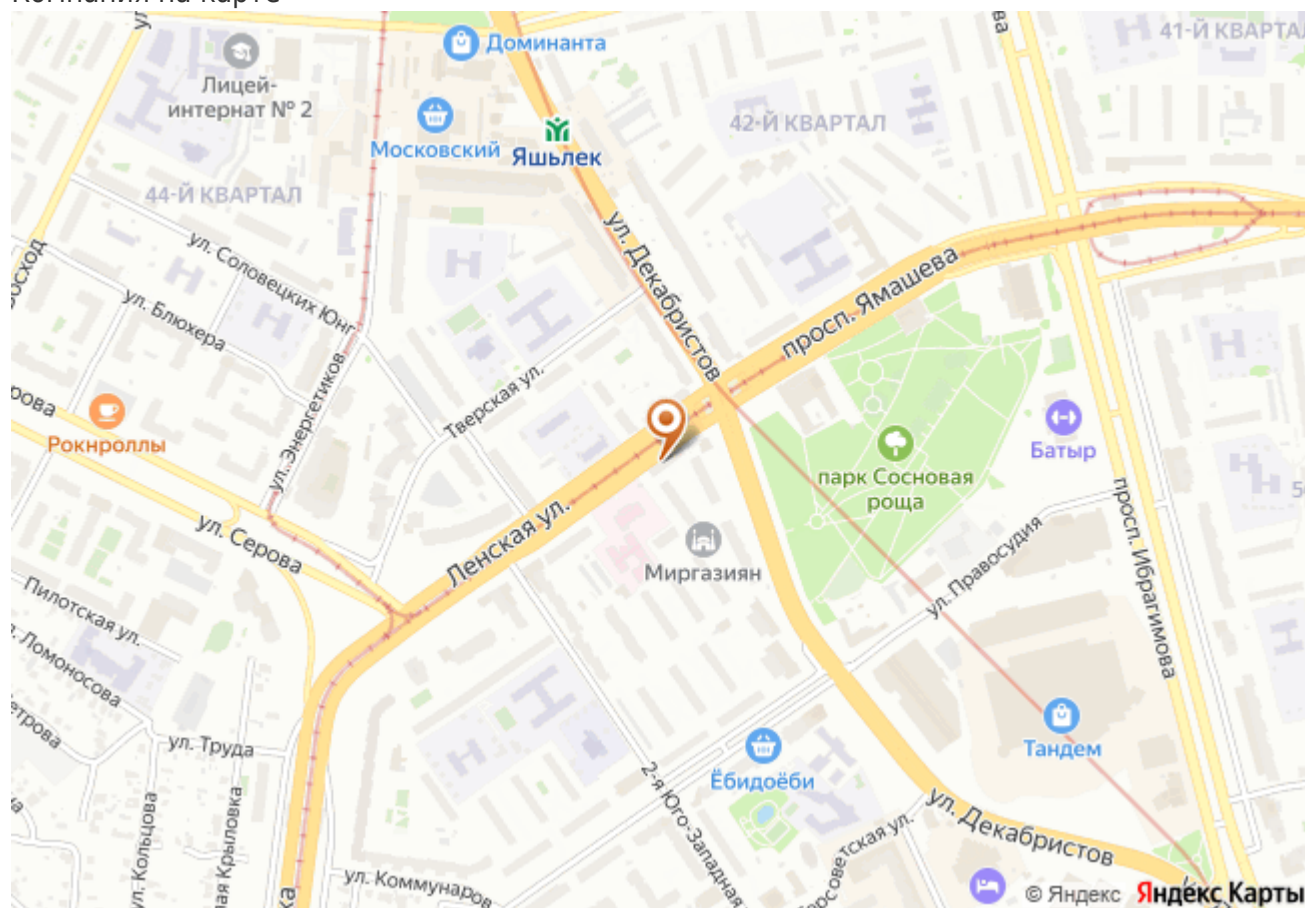 Компания на карте
41-Й КВАРТАЛ
Доминанта
Лицей-
интернат № 2
42-Й КВАРТАЛ
Московский
Яшьлек
44-Й КВАРТАЛ
ул. Декабристов
ул. Соловецких Юнг
просп. Ямашева
ул. Блюхера
Тверская ул.
ул. Энергетиков
Рокнроллы
Батыр
парк Сосновая
роща
просп. Ибрагимова
ул. Серова
Ленская ул.
Миргазиян
ул. Правосудия
Пилотская ул.
Ломоносова
ул. Труда
Тандем
Ёбидоёби
2-я Юго-Западная
ул. Декабристов
ул. Кольцова
ул. Коммунаров
© Яндекс Яндекс Карты